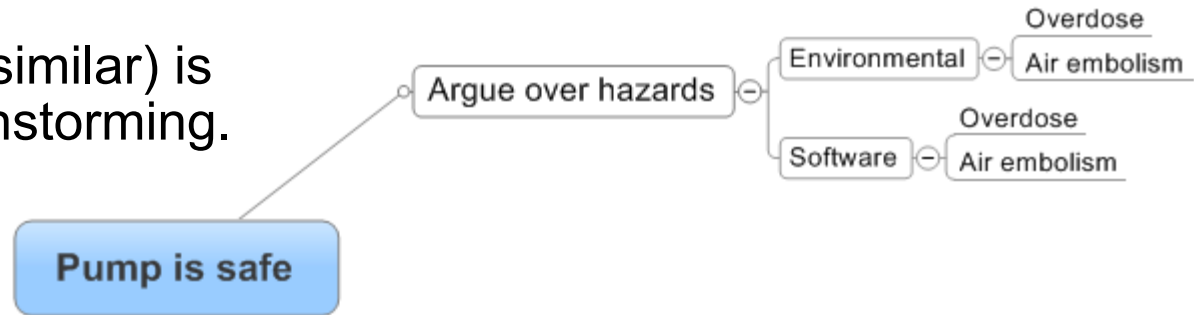 similar) is
nstorming.
Argue over hazards
Environmental
Overdose
Air embolism
Software
Overdose
Air embolism
Pump is safe